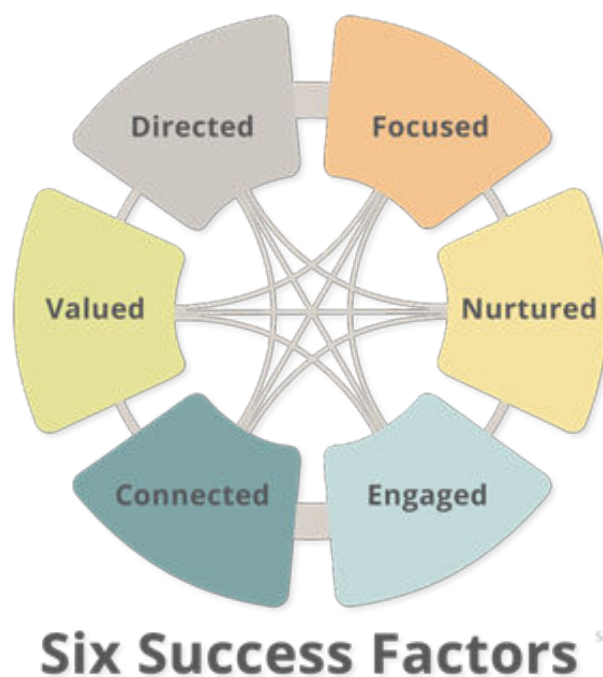 Directed
Focused
Valued
Nurtured
Connected
Engaged
Six Success Factors